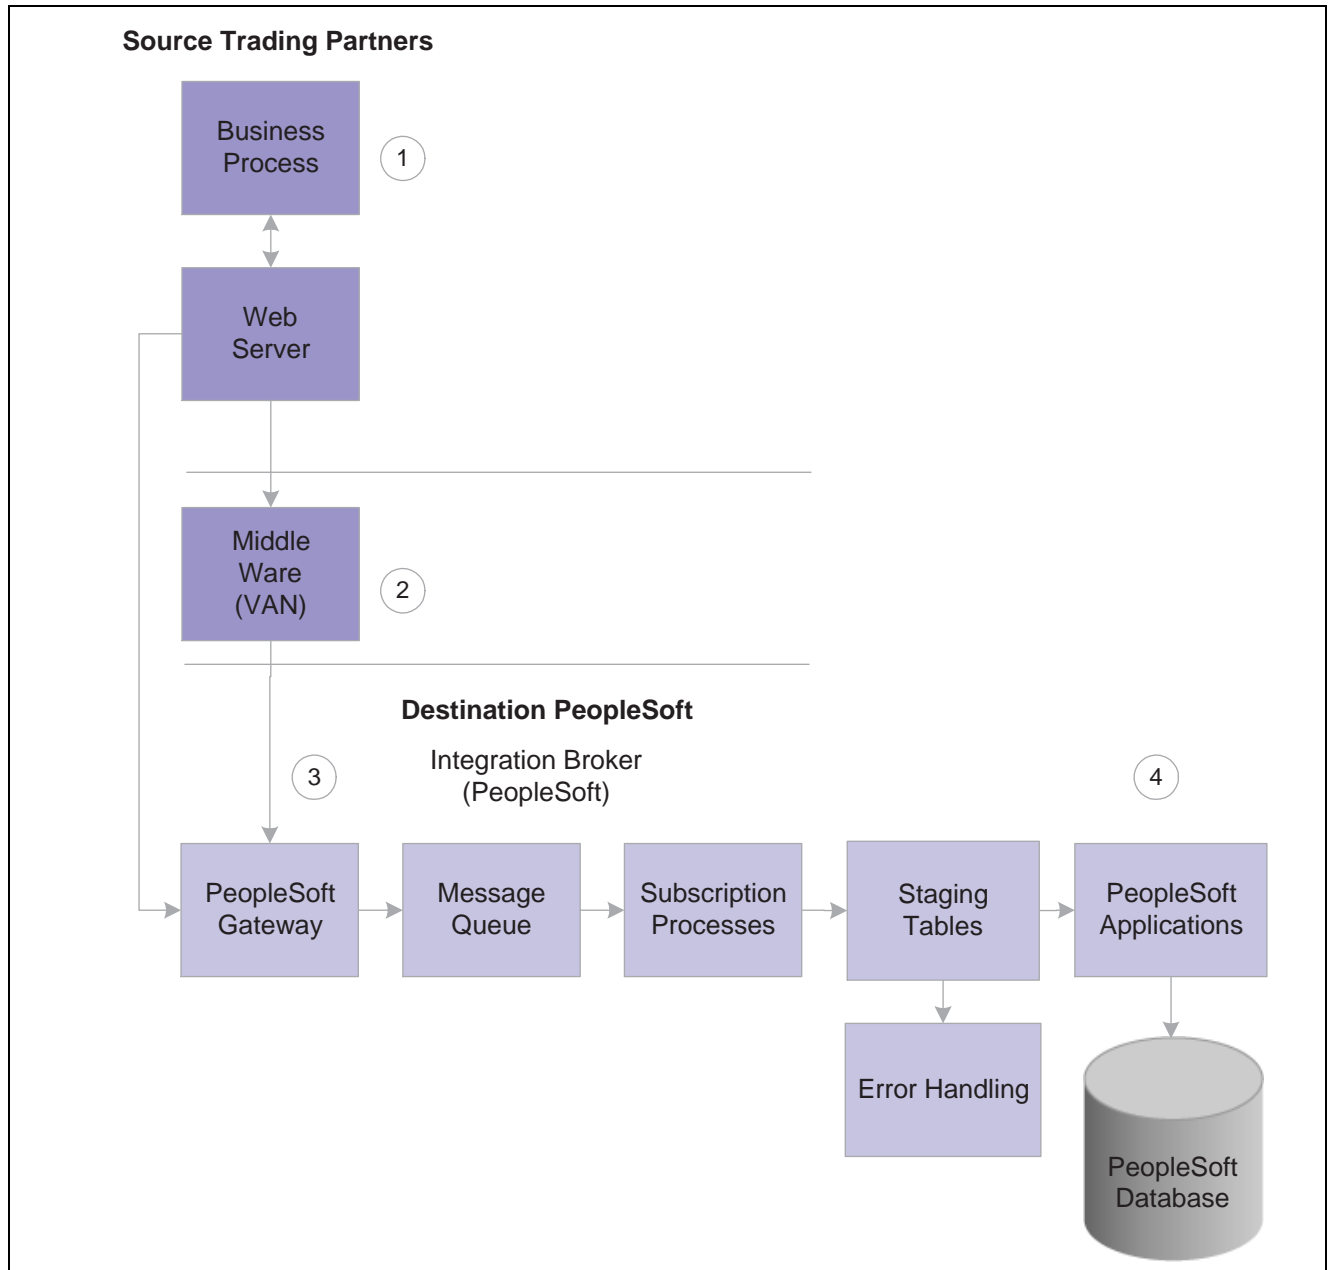 Source Trading Partners
Business
Process
1
Web
Server
Middle
Ware
(VAN)
2
Destination PeopleSoft
Integration Broker
(PeopleSoft)
3
4
PeopleSoft
Gateway
Message
Queue
Subscription
Processes
Staging
Tables
PeopleSoft
Applications
Error Handling
PeopleSoft
Database